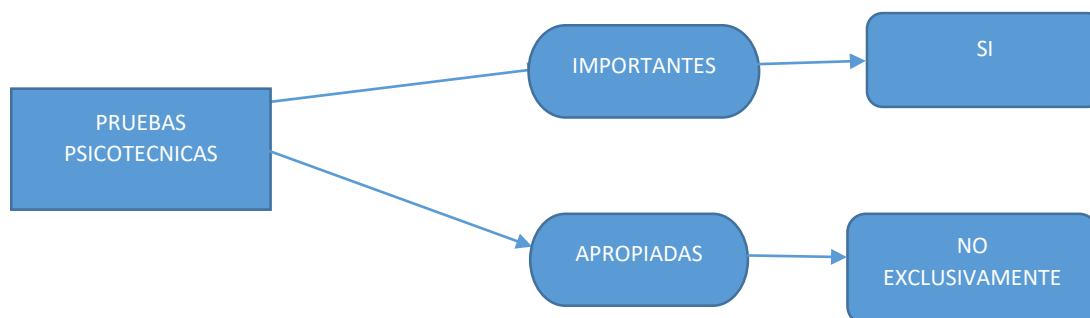 PRUEBAS
PSICOTECNICAS
IMPORTANTES
SI
APROPIADAS
NO
EXCLUSIVAMENTE